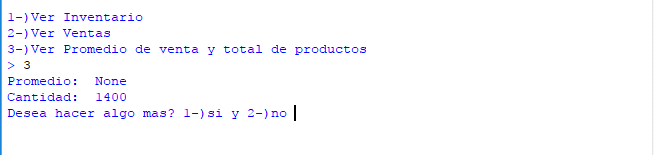 1-)Ver Inventario
2-)Ver Ventas
3-)Ver Promedio de venta y total de productos
> 3
Promedio:  None
Cantidad:  1400
Desea hacer algo mas? 1-)si y 2-)no